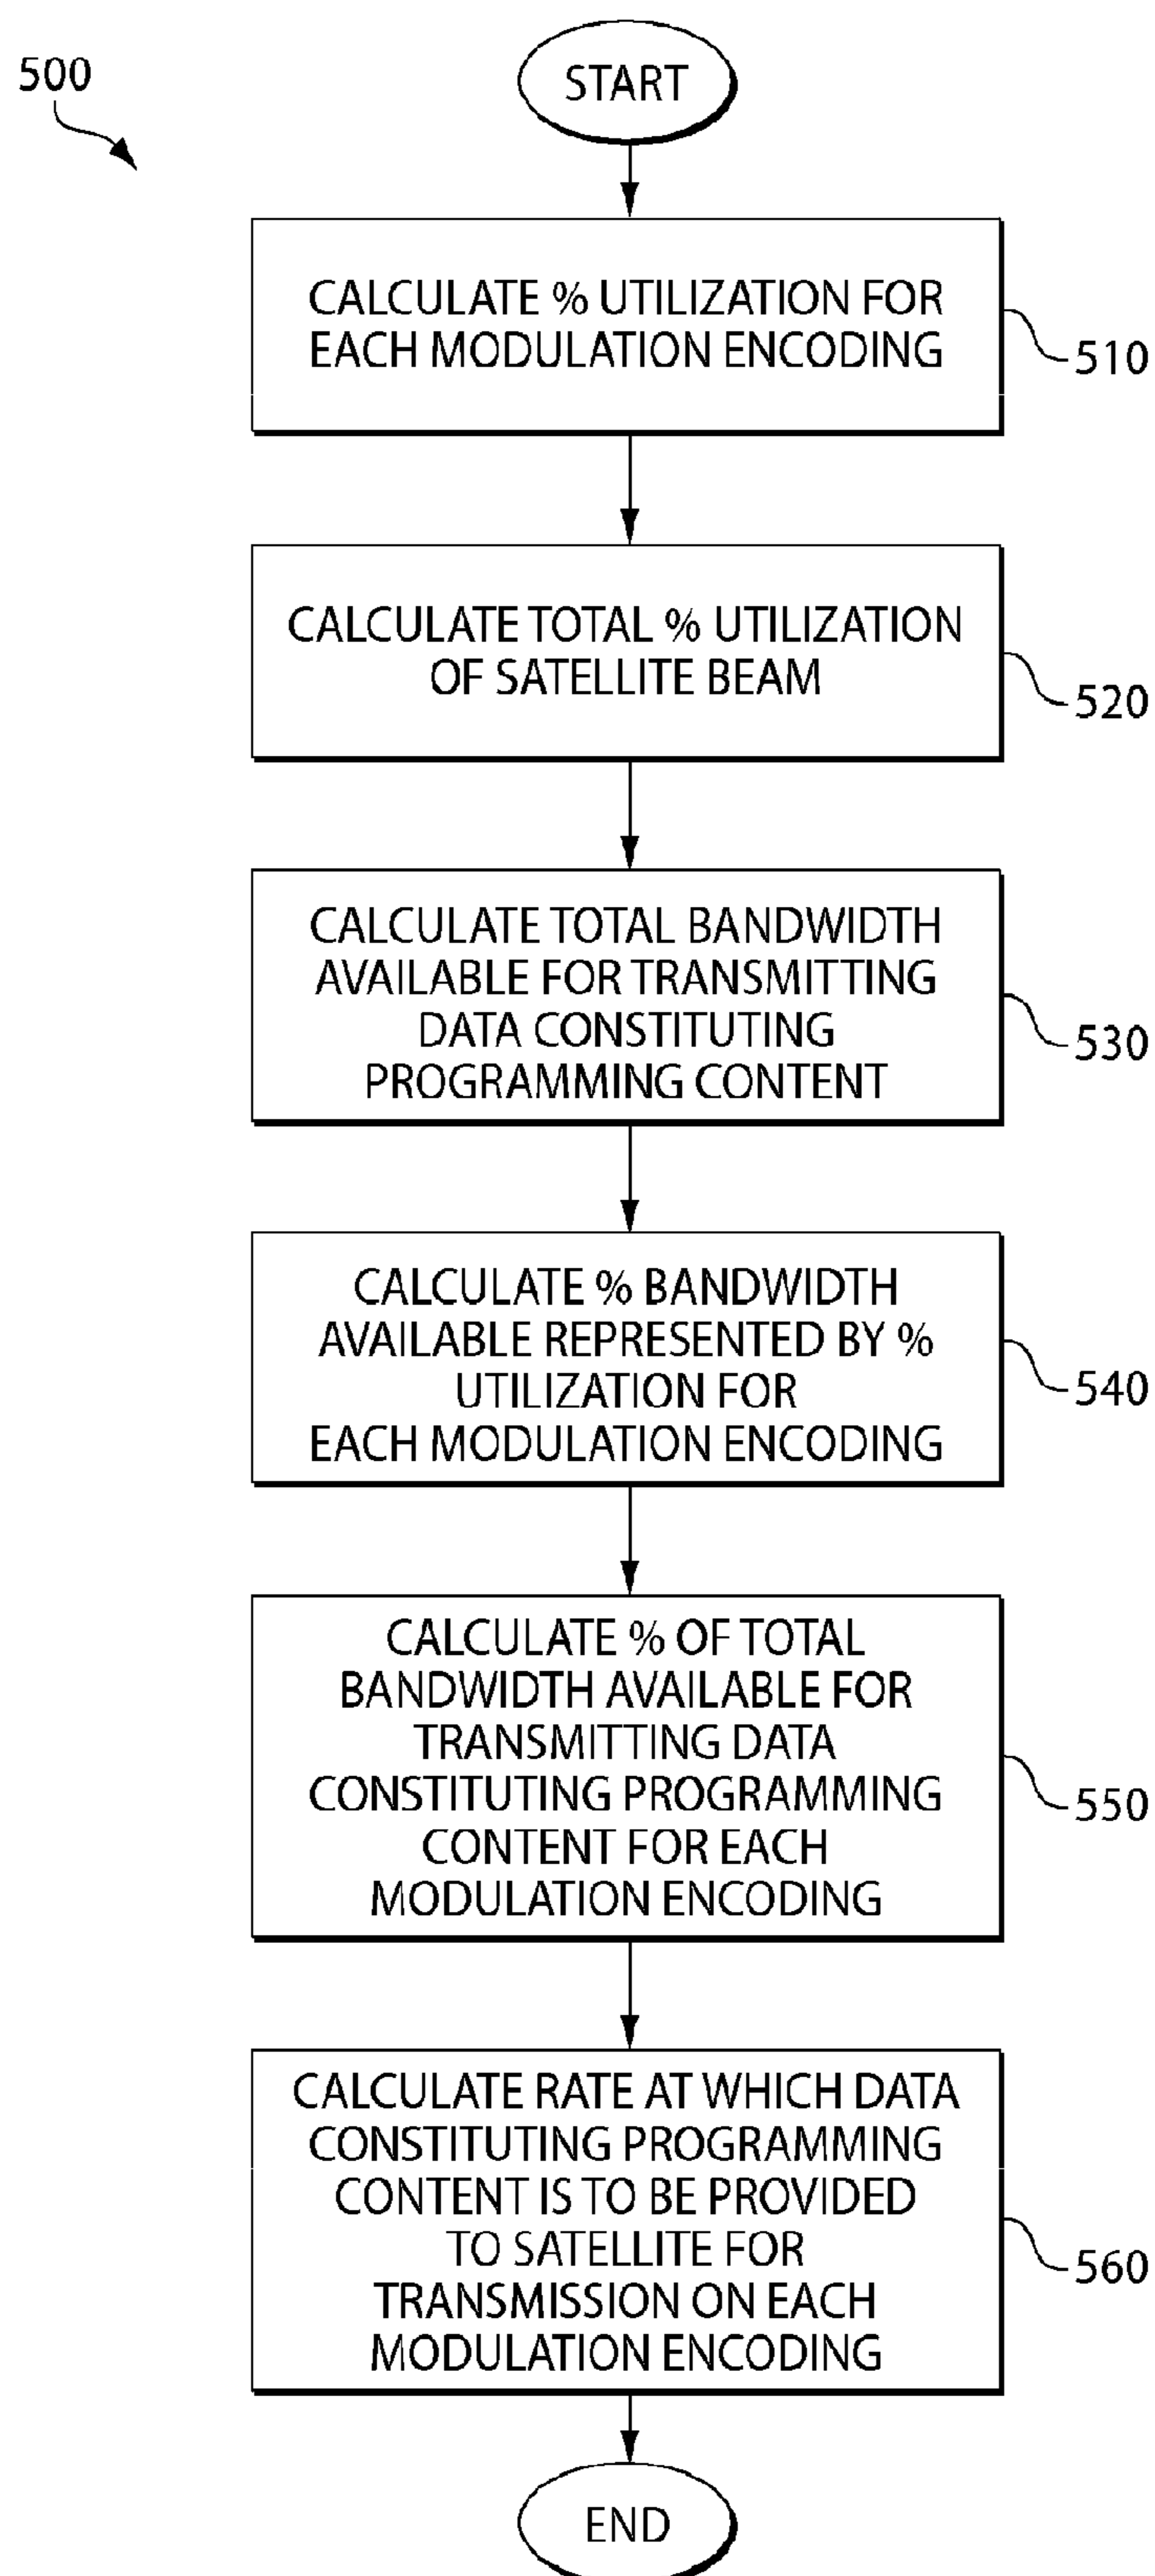 500
START
CALCULATE % UTILIZATION FOR
EACH MODULATION ENCODING
510
CALCULATE TOTAL % UTILIZATION
OF SATELLITE BEAM
520
CALCULATE TOTAL BANDWIDTH
AVAILABLE FOR TRANSMITTING
DATA CONSTITUTING
PROGRAMMING CONTENT
530
CALCULATE % BANDWIDTH
AVAILABLE REPRESENTED BY %
UTILIZATION FOR
EACH MODULATION ENCODING
540
CALCULATE % OF TOTAL
BANDWIDTH AVAILABLE FOR
TRANSMITTING DATA
CONSTITUTING PROGRAMMING
CONTENT FOR EACH
MODULATION ENCODING
550
CALCULATE RATE AT WHICH DATA
CONSTITUTING PROGRAMMING
CONTENT IS TO BE PROVIDED
TO SATELLITE FOR
TRANSMISSION ON EACH
MODULATION ENCODING
560
END